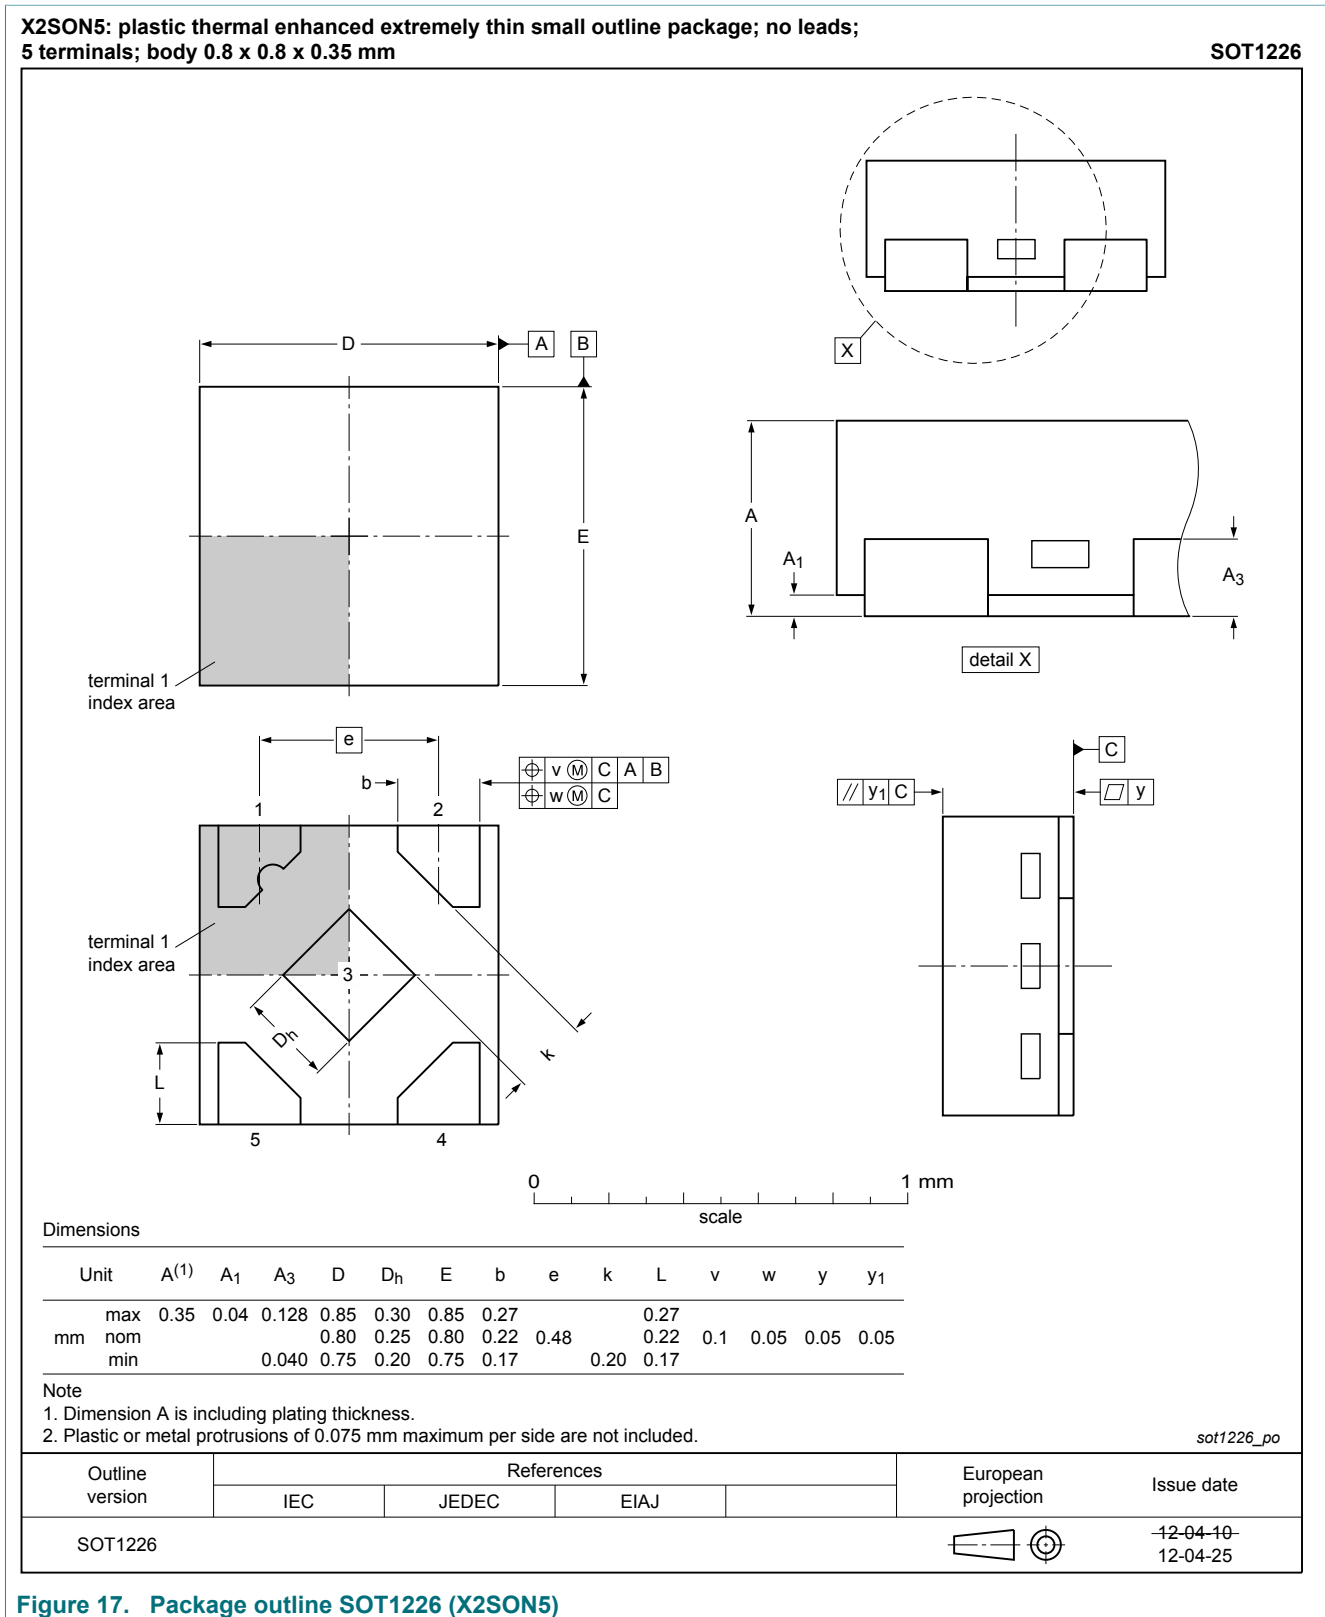 X2SON5: plastic thermal enhanced extremely thin small outline package; no leads;
5 terminals; body 0.8 x 0.8 x 0.35 mm SOT1226
X
D A B
E
terminal 1
index area
A
A1
A3
detail X
e
b
v M C A B
w M C
1 2
terminal 1
index area
3
Dh
k
L
5 4
C
// y1 C
y
0 1 mm
scale
Dimensions
Unit A(1) A1 A3 D Dh E b e k L v w y y1
max 0.35 0.04 0.128 0.85 0.30 0.85 0.27 0.27
mm nom 0.80 0.25 0.80 0.22 0.48 0.22 0.1 0.05 0.05 0.05
min 0.040 0.75 0.20 0.75 0.17 0.20 0.17
Note
1. Dimension A is including plating thickness.
2. Plastic or metal protrusions of 0.075 mm maximum per side are not included.
sot1226_po
Outline
version
References
IEC JEDEC EIAJ
European
projection
Issue date
SOT1226
12-04-10
12-04-25
Figure 17. Package outline SOT1226 (X2SON5)